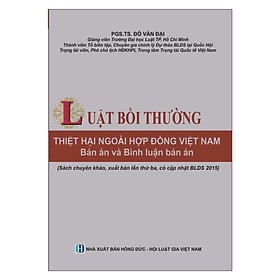 PGS.TS. ĐỖ VĂN ĐẠI
Giảng viên Trường Đại học Luật TP. Hồ Chí Minh
Thành viên Tổ biên tập, Chuyên gia chỉnh lý Dự thảo BLDS tại Quốc Hội
Trọng tài viên, Phó chủ tịch HĐKHPL Trung tâm Trọng tài Quốc tế Việt Nam
LUẬT BỒI THƯỜNG
THIỆT HẠI NGOÀI HỢP ĐỒNG VIỆT NAM
Bản án và Bình luận bản án
(Sách chuyên khảo, xuất bản lần thứ ba, có cập nhật BLDS 2015)
NHÀ XUẤT BẢN HỒNG ĐỨC - HỘI LUẬT GIA VIỆT NAM